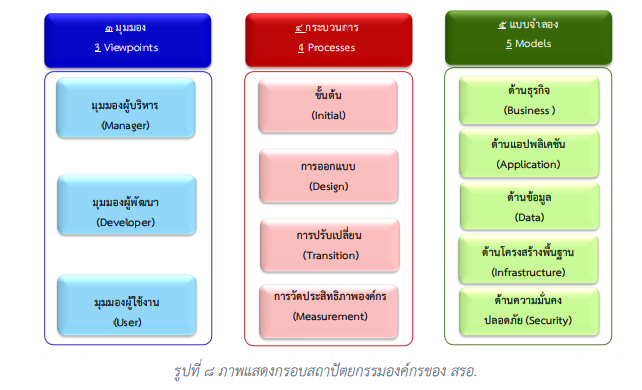 ๓ มุมมอง
3 Viewpoints
มุมมองผู้บริหาร
(Manager)
มุมมองผู้พัฒนา
(Developer)
มุมมองผู้ใช้งาน
(User)
๔ กระบวนการ
4 Processes
ขั้นต้น
(Initial)
การออกแบบ
(Design)
การปรับเปลี่ยน
(Transition)
การวัดประสิทธิภาพองค์กร
(Measurement)
๕ แบบจำลอง
5 Models
ด้านธุรกิจ
(Business )
ด้านแอปพลิเคชัน
(Application)
ด้านข้อมูล
(Data)
ด้านโครงสร้างพื้นฐาน
(Infrastructure)
ด้านความมั่นคง
ปลอดภัย (Security)
รูปที่ ๘ ภาพแสดงกรอบสถาปัตยกรรมองค์กรของ สรอ.